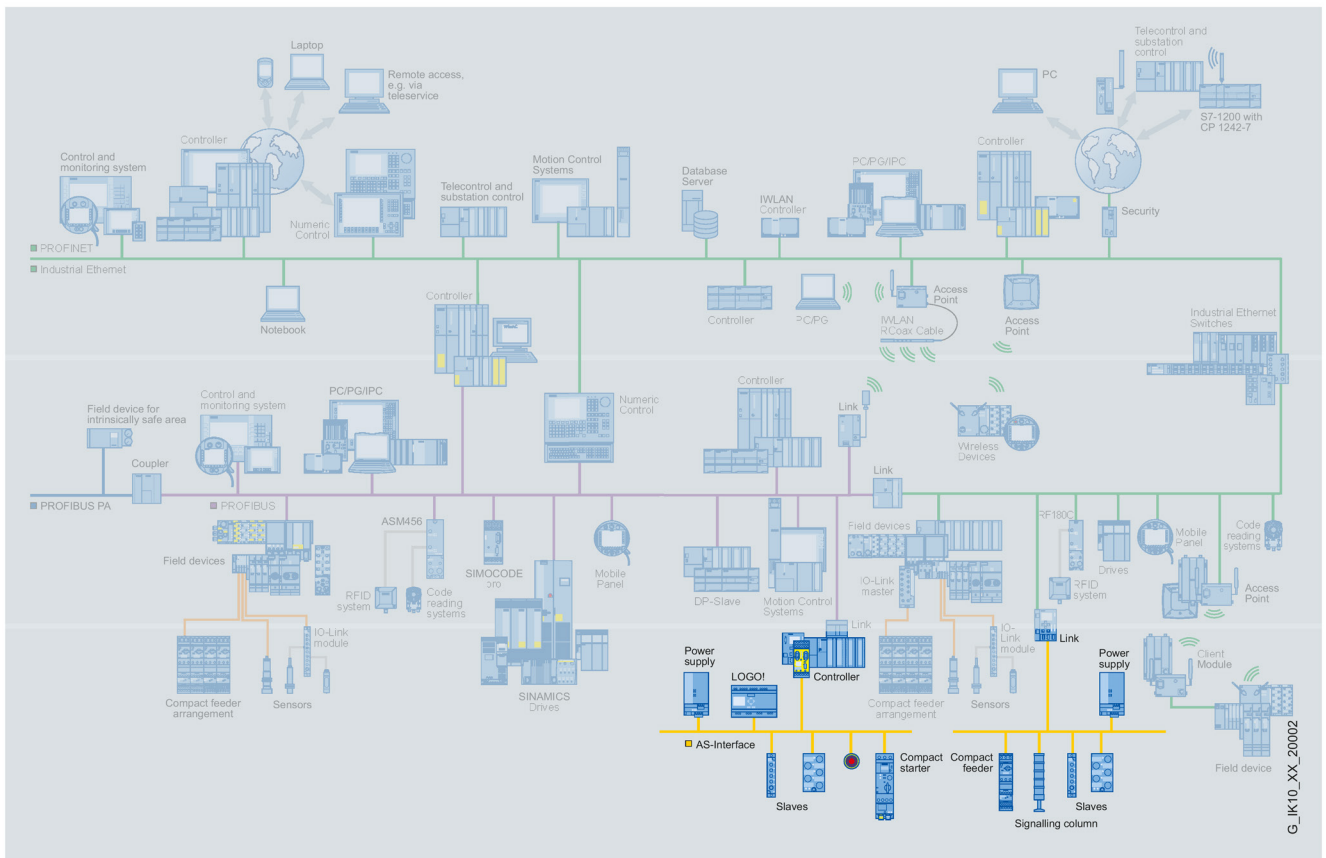 Laptop
Remote access,
e.g. via
teleservice
Controller
Control and
monitoring system
Numeric
Control
Telecontrol and
substation control
Motion Control
Systems
Database
Server
IWLAN
Controller
PC/PG/IPC
Controller
PC
Telecontrol and
substation
control
S7-1200 with
CP 1242-7
Security
PROFINET
Industrial Ethernet
Notebook
Controller
Controller
PC/PG
Access
Point
IWLAN
RCoax Cable
Access
Point
Industrial Ethernet
Switches
Field device for
intrinsically safe area
Control and
monitoring system
PC/PG/IPC
Numeric
Control
Controller
Link
Wireless
Devices
Coupler
Link
PROFIBUS PA
PROFIBUS
Field devices
ASM456
RFID
system
Code
reading
systems
SIMOCODE
pro
Mobile
Panel
DP-Slave
Motion Control
Systems
Field devices
IO-Link
master
RF180C
RFID
system
Drives
Mobile
Panel
Code
reading
systems
Access
Point
IO-Link
module
Compact feeder
arrangement
Sensors
SINAMICS
Drives
Link
Controller
IO-
Link
module
Compact feeder
arrangement
Sensors
Link
Client
Module
Field device
Power
supply
LOGO!
Power
supply
AS-Interface
Slaves
Compact
starter
Compact
feeder
Signalling column
Slaves
G_IK10_XX_20002